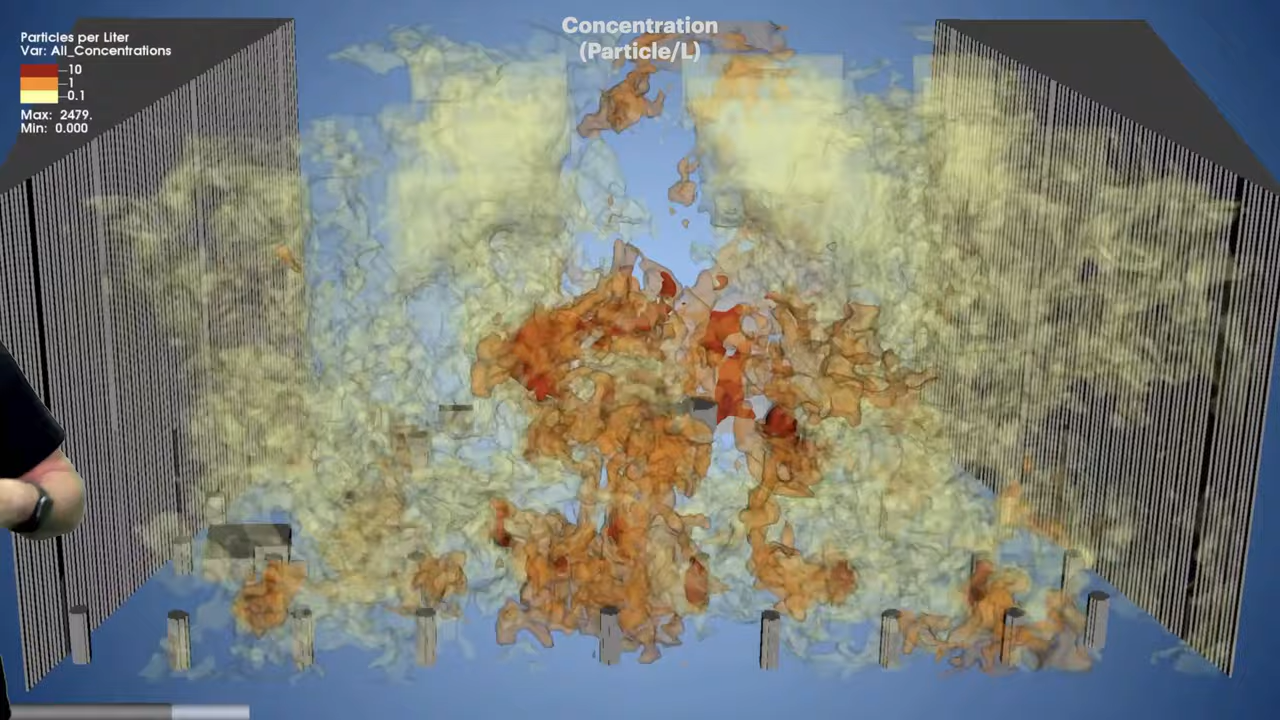 Concentration
(Particle/L)
Particles per Liter
Var: All_Concentrations
10
1
0.1
Max: 2479.
Min: 0.000